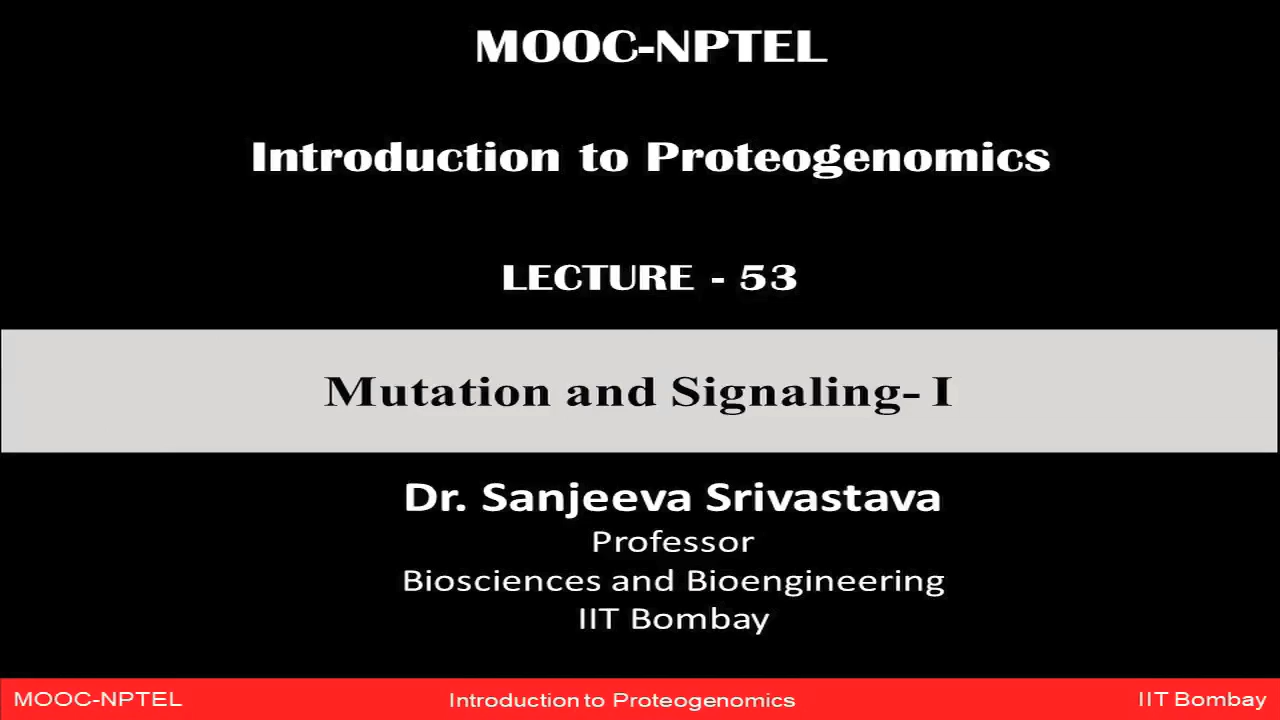 MOOC-NPTEL
Introduction to Proteogenomics
LECTURE - 53
Mutation and Signaling- I
Dr. Sanjeeva Srivastava
Professor
Biosciences and Bioengineering
IIT Bombay
MOOC-NPTEL Introduction to Proteogenomics IIT Bombay